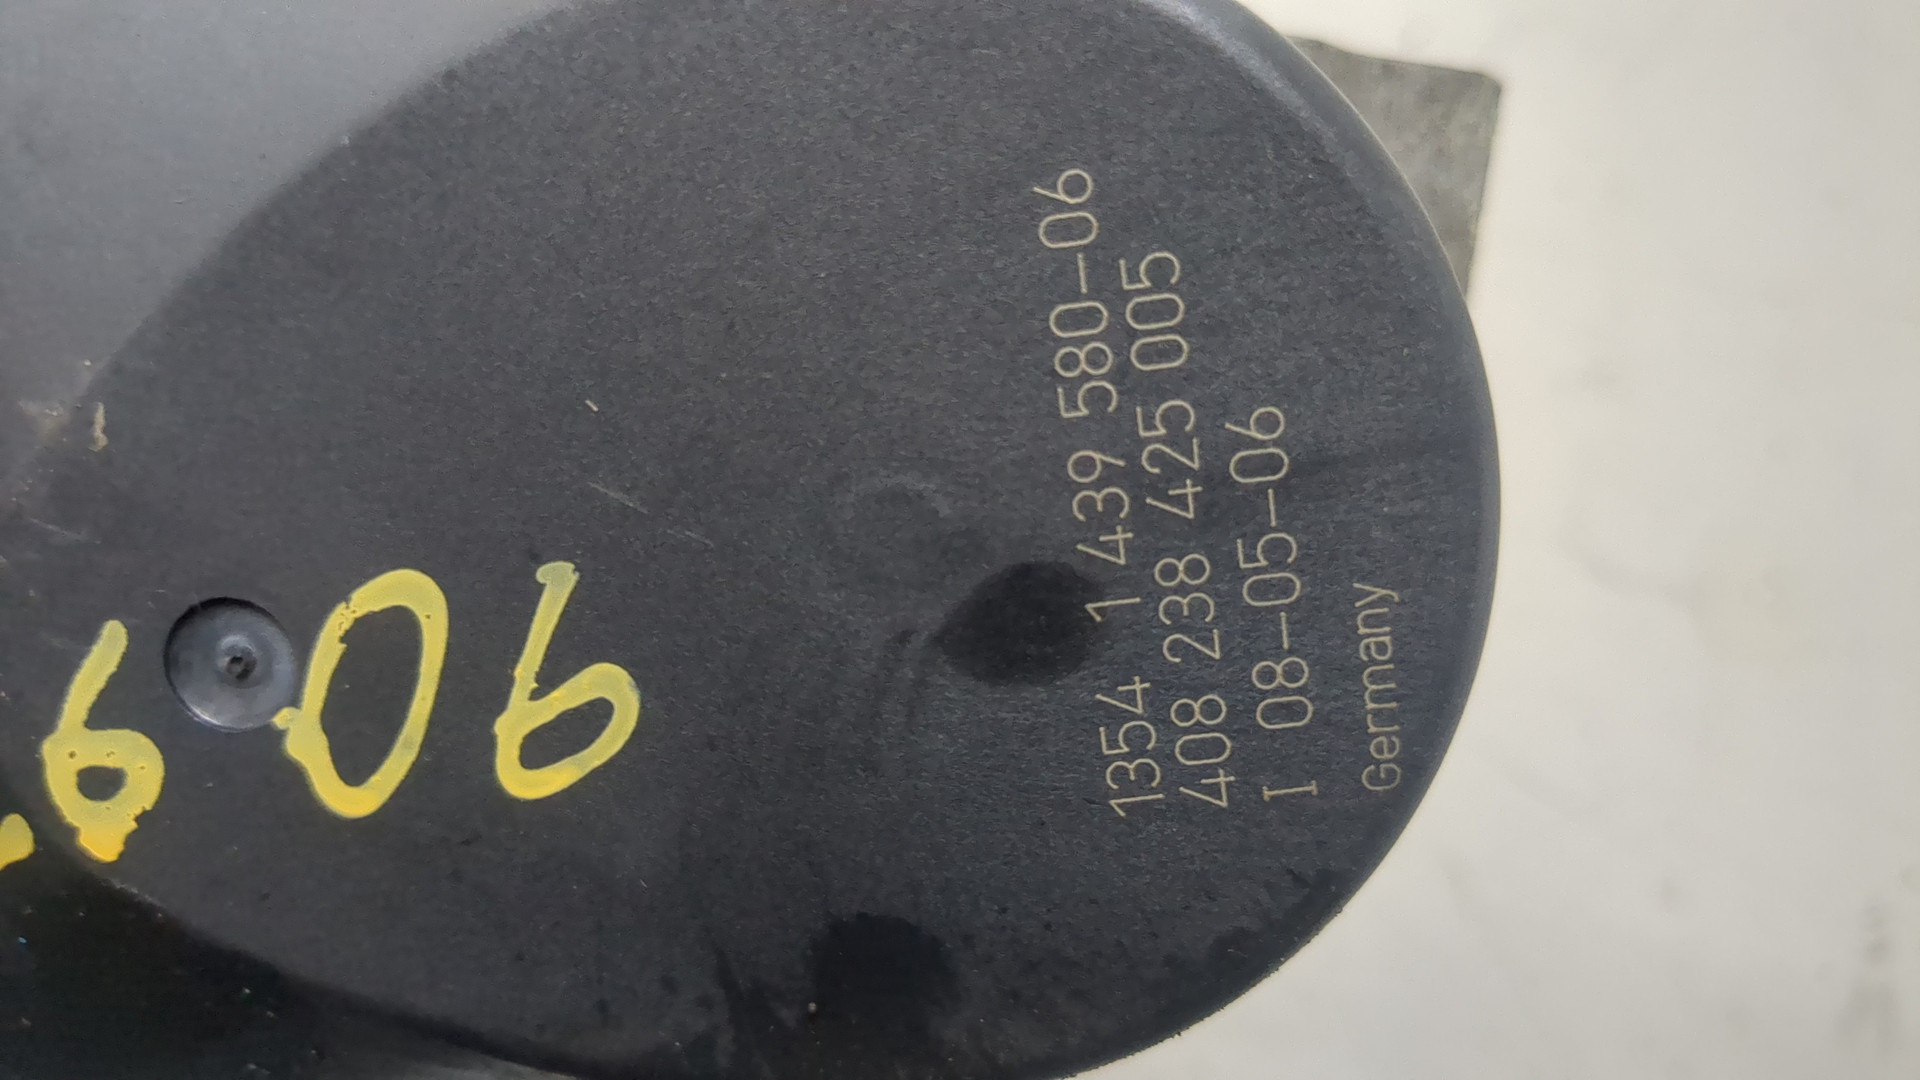 1354 1 439 580-06
408 238 425 005
I 08-05-06
Germany
606